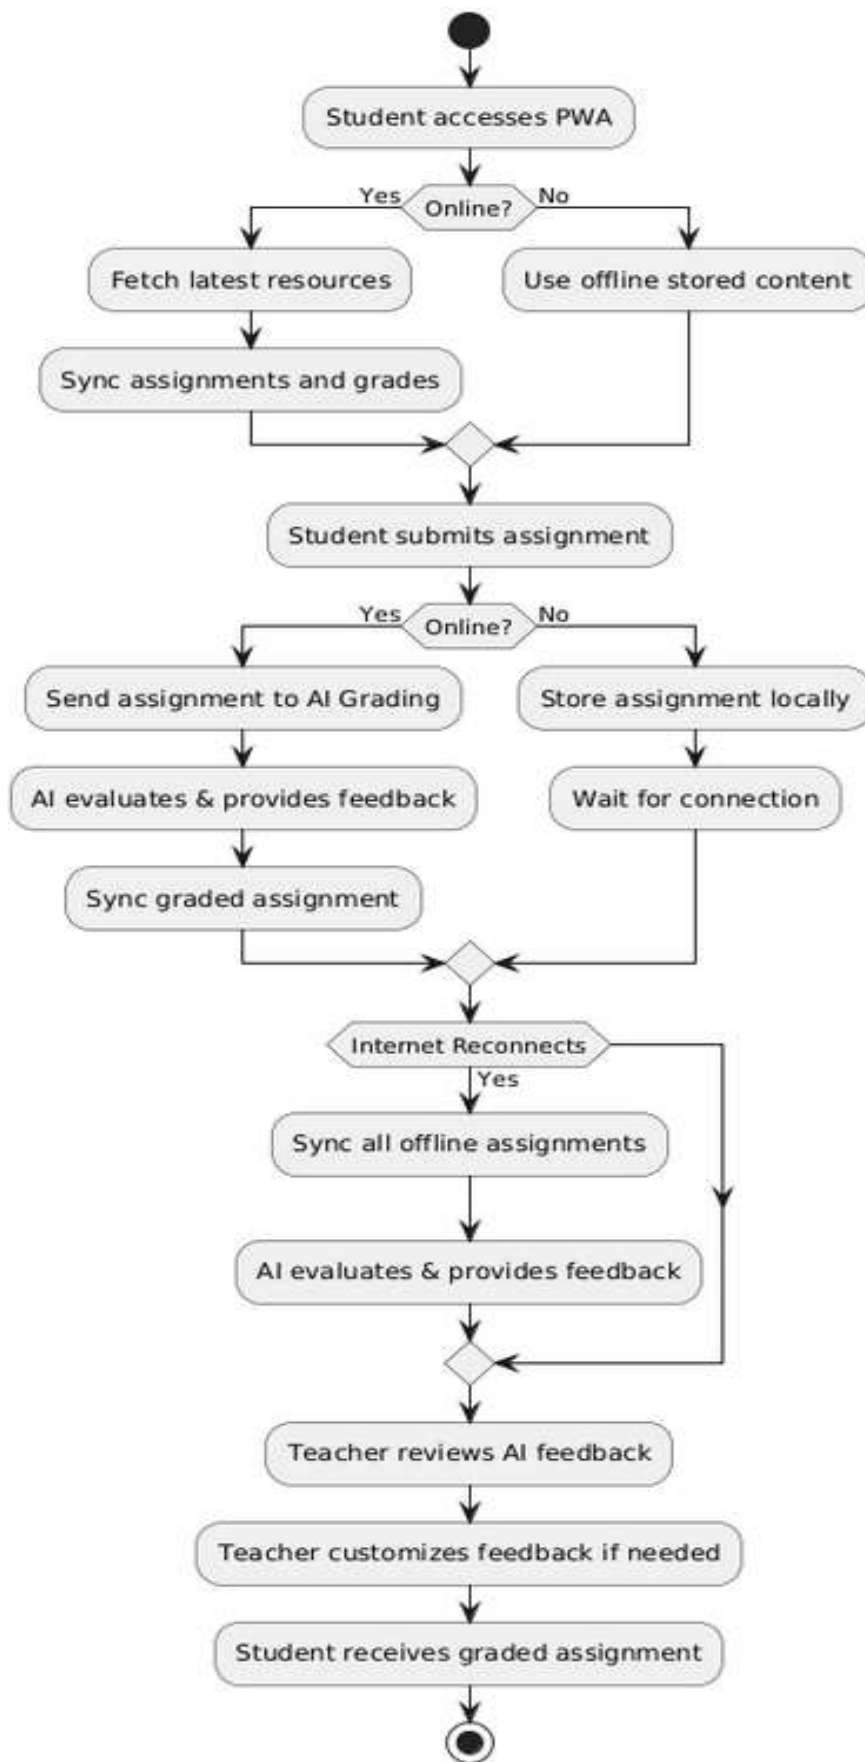 Student accesses PWA
Yes
Online?
No
Fetch latest resources
Use offline stored content
Sync assignments and grades
Student submits assignment
Yes
Online?
No
Send assignment to AI Grading
Store assignment locally
AI evaluates & provides feedback
Wait for connection
Sync graded assignment
Internet Reconnects
Yes
Sync all offline assignments
AI evaluates & provides feedback
Teacher reviews AI feedback
Teacher customizes feedback if needed
Student receives graded assignment